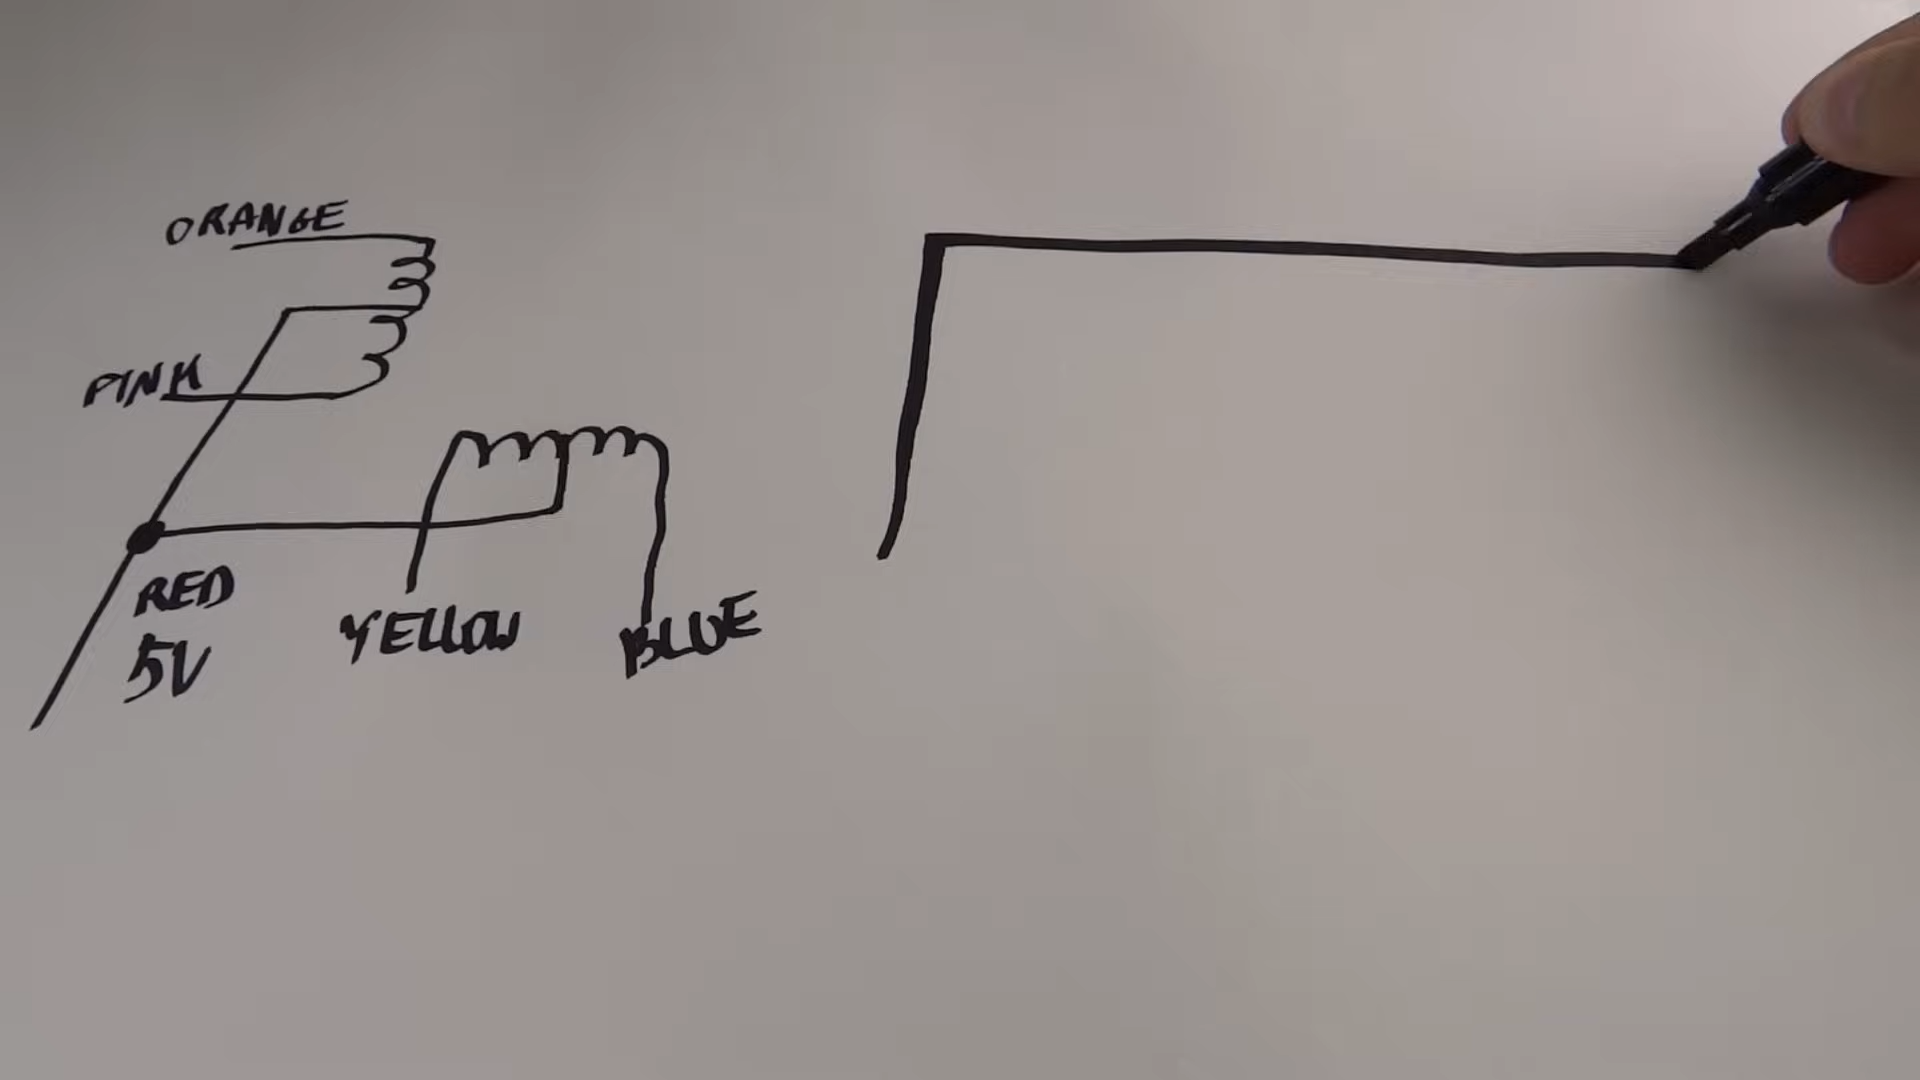 ORANGE
PINK
RED
5V
YELLOW
BLUE